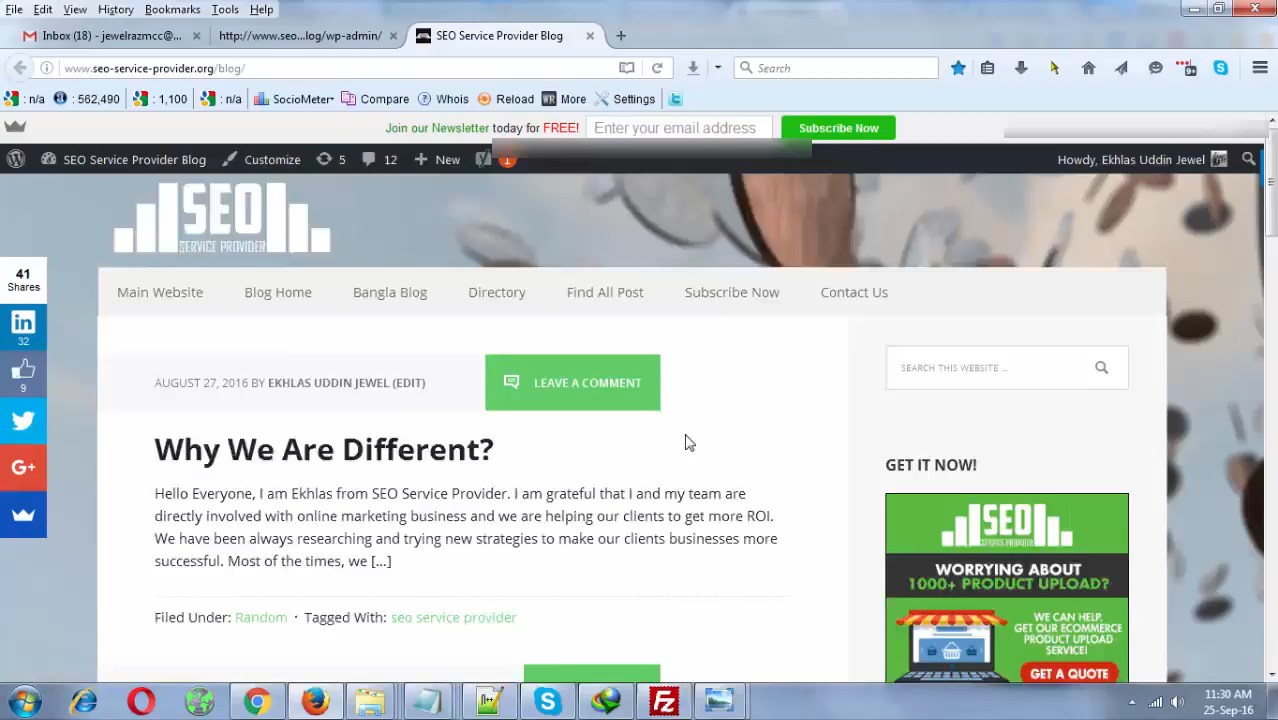 File Edit View History Bookmarks Tools Help
Inbox (18) - jewelrazmcc@... × http://www.seo...log/wp-admin/ × SEO Service Provider Blog ×
www.seo-service-provider.org/blog/ Search
: n/a : 562,490 : 1,100 : n/a SocioMeter Compare Whois Reload More Settings
Join our Newsletter today for FREE! Enter your email address Subscribe Now
SEO Service Provider Blog Customize 5 12 New 1 Howdy, Ekhlas Uddin Jewel
SEO
SERVICE PROVIDER
41
Shares
32
9
G+
Main Website Blog Home Bangla Blog Directory Find All Post Subscribe Now Contact Us
AUGUST 27, 2016 BY EKHLAS UDDIN JEWEL (EDIT) LEAVE A COMMENT
SEARCH THIS WEBSITE ...
Why We Are Different?
Hello Everyone, I am Ekhlas from SEO Service Provider. I am grateful that I and my team are
directly involved with online marketing business and we are helping our clients to get more ROI.
We have been always researching and trying new strategies to make our clients businesses more
successful. Most of the times, we [...]
Filed Under: Random · Tagged With: seo service provider
GET IT NOW!
SEO
SERVICE PROVIDER
WORRYING ABOUT
1000+ PRODUCT UPLOAD?
WE CAN HELP,
GET OUR ECOMMERCE
PRODUCT UPLOAD
SERVICE!
GET A QUOTE
11:30 AM
25-Sep-16